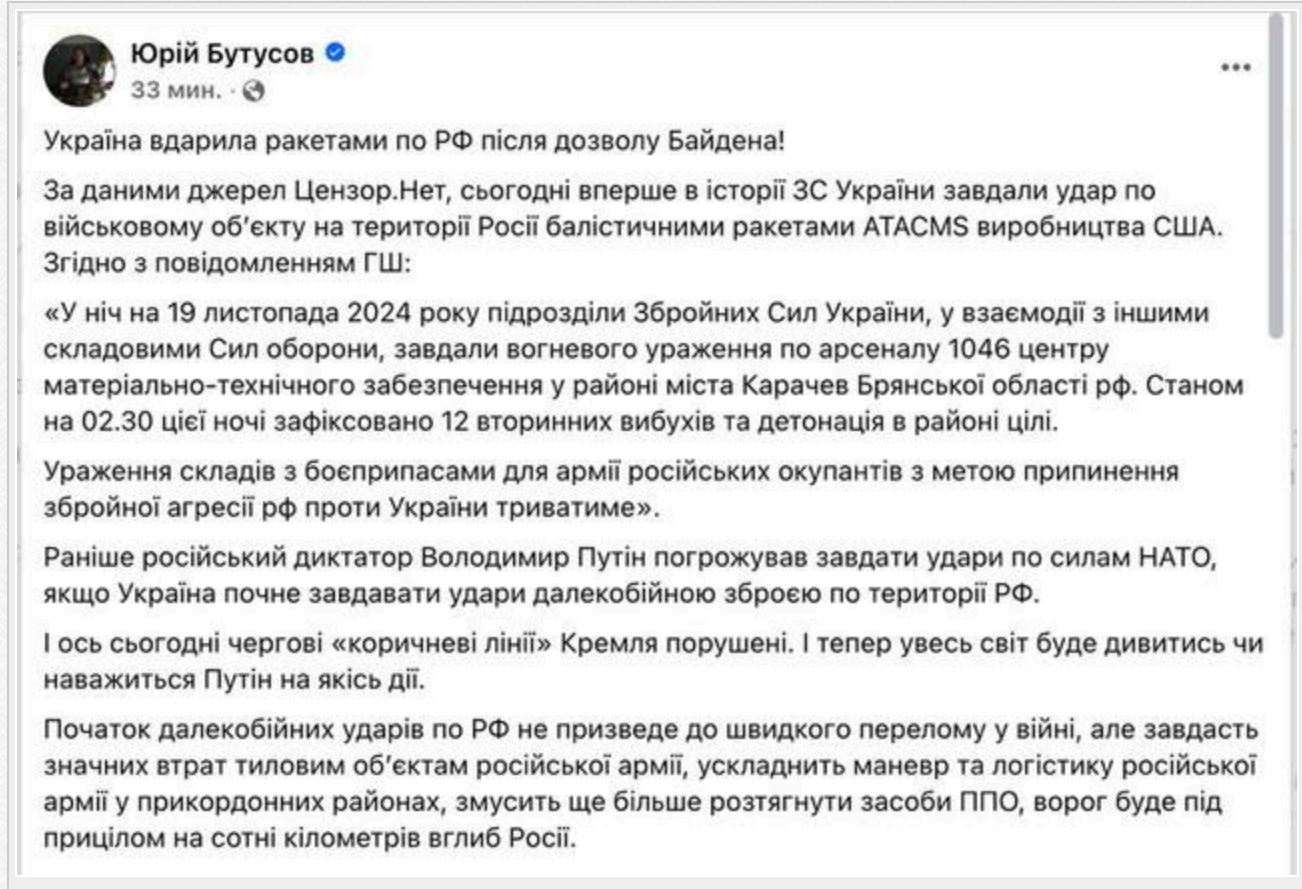 Юрій Бутусов
33 мин. ·
Україна вдарила ракетами по РФ після дозволу Байдена!
За даними джерел Цензор.Нет, сьогодні вперше в історії ЗС України завдали удар по
військовому об’єкту на території Росії балістичними ракетами ATACMS виробництва США.
Згідно з повідомленням ГШ:
«У ніч на 19 листопада 2024 року підрозділи Збройних Сил України, у взаємодії з іншими
складовими Сил оборони, завдали вогневого ураження по арсеналу 1046 центру
матеріально-технічного забезпечення у районі міста Карачев Брянської області рф. Станом
на 02.30 цієї ночі зафіксовано 12 вторинних вибухів та детонація в районі цілі.
Ураження складів з боєприпасами для армії російських окупантів з метою припинення
збройної агресії рф проти України триватиме».
Раніше російський диктатор Володимир Путін погрожував завдати удари по силам НАТО,
якщо Україна почне завдавати удари далекобійною зброєю по території РФ.
І ось сьогодні чергові «коричневі лінії» Кремля порушені. І тепер увесь світ буде дивитись чи
наважиться Путін на якісь дії.
Початок далекобійних ударів по РФ не призведе до швидкого перелому у війні, але завдасть
значних втрат тиловим об’єктам російської армії, ускладнить маневр та логістику російської
армії у прикордонних районах, змусить ще більше розтягнути засоби ППО, ворог буде під
прицілом на сотні кілометрів вглиб Росії.